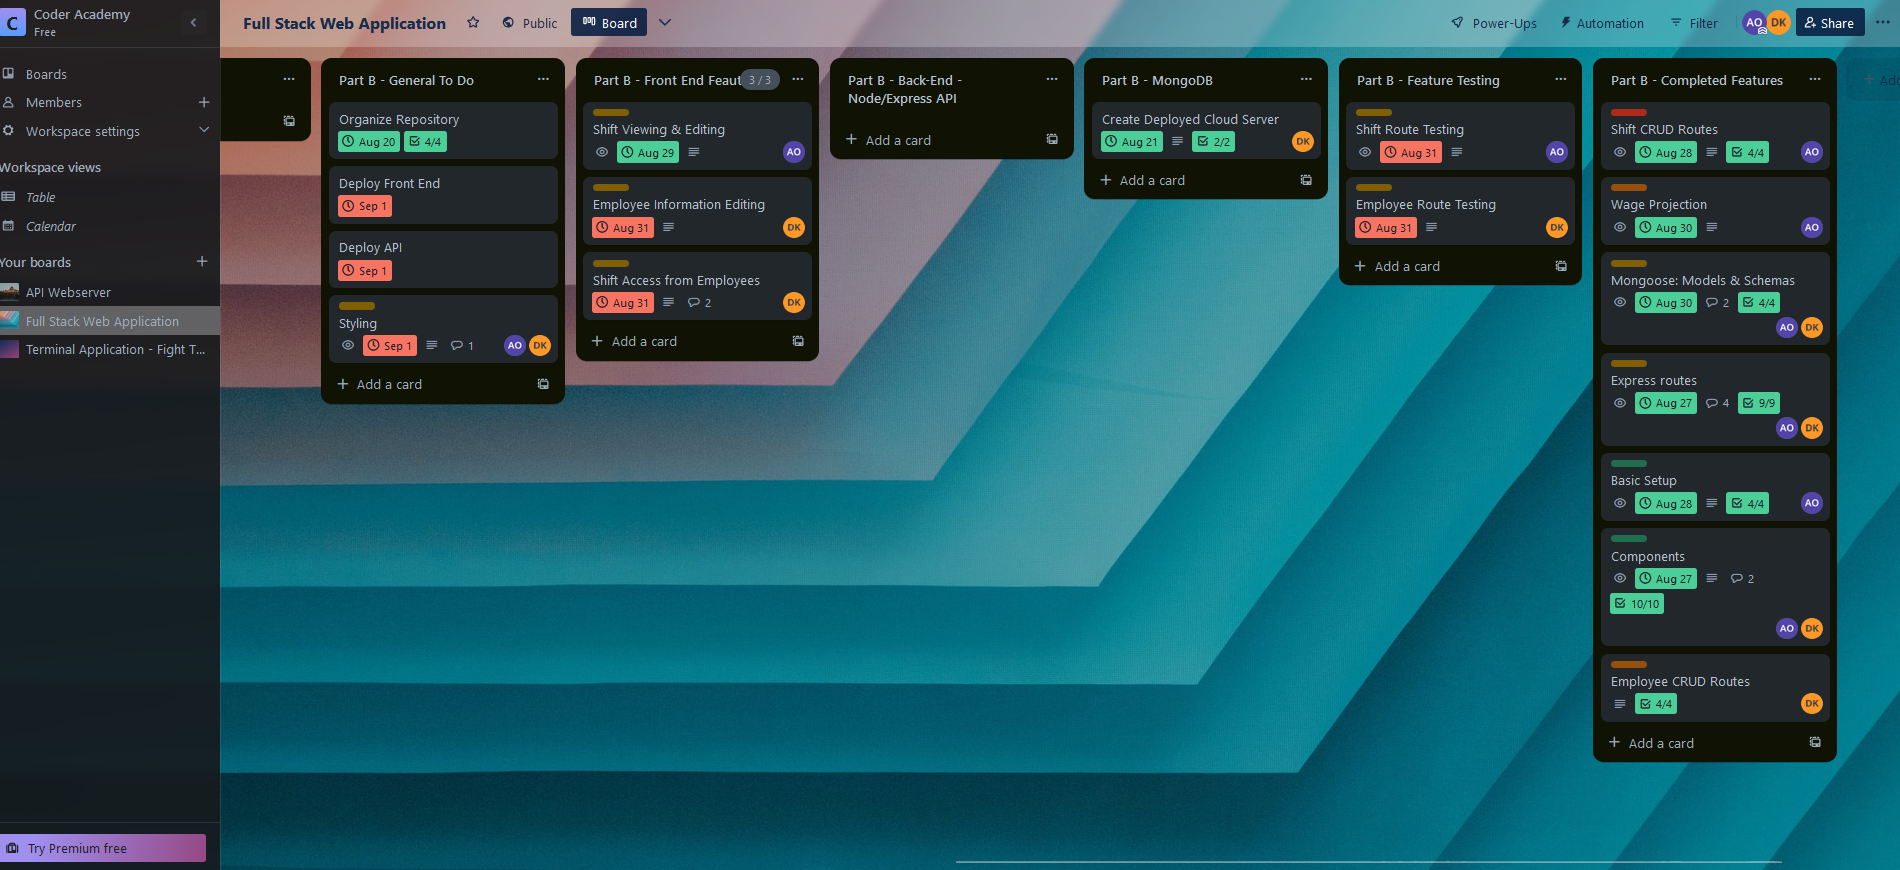 C
Coder Academy
Free
Boards
Members
Workspace settings
Workspace views
Table
Calendar
Your boards
API Webserver
Full Stack Web Application
Terminal Application - Fight T...
Try Premium free
Full Stack Web Application
Public
Board
Power-Ups
Automation
Filter
AO
DK
Share
Part B - General To Do
Organize Repository
Aug 20
4/4
Deploy Front End
Sep 1
Deploy API
Sep 1
Styling
Sep 1
1
AO
DK
Add a card
Part B - Front End Feaut
3 / 3
Shift Viewing & Editing
Aug 29
AO
Employee Information Editing
Aug 31
DK
Shift Access from Employees
Aug 31
2
DK
Add a card
Part B - Back-End -
Node/Express API
Add a card
Part B - MongoDB
Create Deployed Cloud Server
Aug 21
2/2
DK
Add a card
Part B - Feature Testing
Shift Route Testing
Aug 31
AO
Employee Route Testing
Aug 31
DK
Add a card
Part B - Completed Features
Shift CRUD Routes
Aug 28
4/4
AO
Wage Projection
Aug 30
AO
Mongoose: Models & Schemas
Aug 30
2
4/4
AO
DK
Express routes
Aug 27
4
9/9
AO
DK
Basic Setup
Aug 28
4/4
AO
Components
Aug 27
2
10/10
AO
DK
Employee CRUD Routes
4/4
DK
Add a card
Add